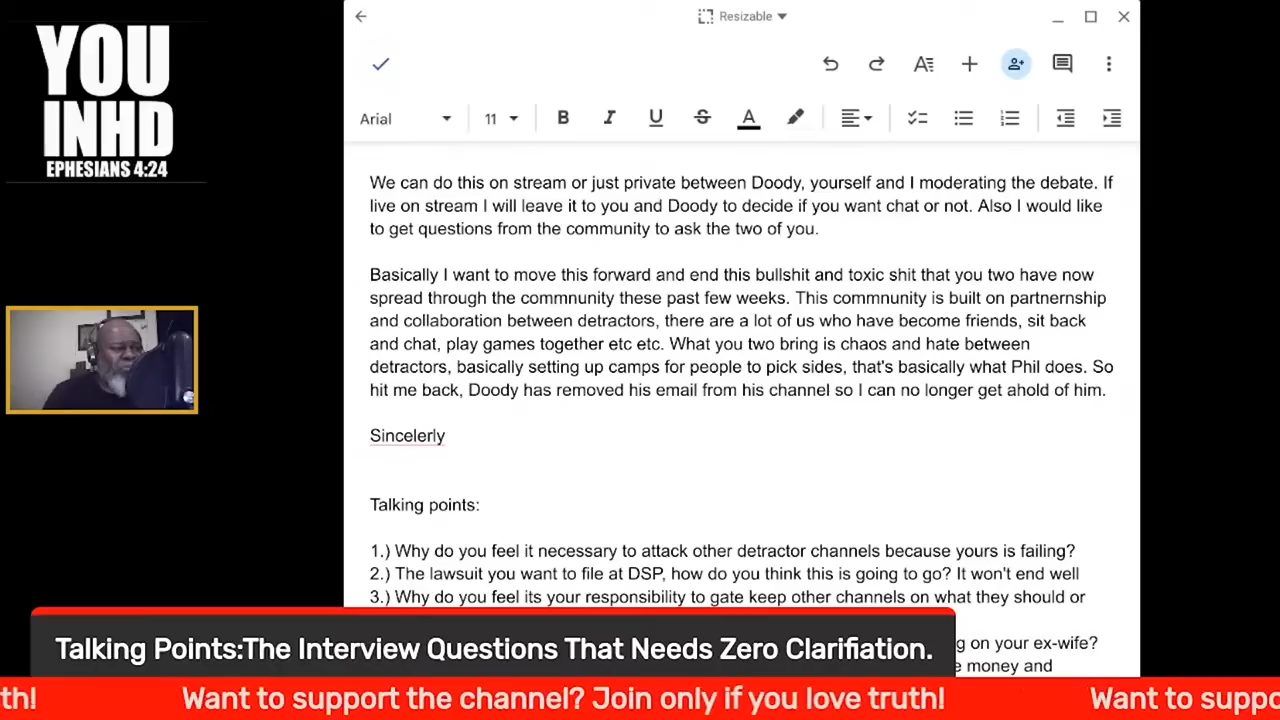 YOU
INHD
EPHESIANS 4:24
Resizable
Arial
11
B
I
U
S
A
We can do this on stream or just private between Doody, yourself and I moderating the debate. If
live on stream I will leave it to you and Doody to decide if you want chat or not. Also I would like
to get questions from the community to ask the two of you.
Basically I want to move this forward and end this bullshit and toxic shit that you two have now
spread through the commnunity these past few weeks. This commnunity is built on partnernship
and collaboration between detractors, there are a lot of us who have become friends, sit back
and chat, play games together etc etc. What you two bring is chaos and hate between
detractors, basically setting up camps for people to pick sides, that's basically what Phil does. So
hit me back, Doody has removed his email from his channel so I can no longer get ahold of him.
Sincelerly
Talking points:
1.) Why do you feel it necessary to attack other detractor channels because yours is failing?
2.) The lawsuit you want to file at DSP, how do you think this is going to go? It won't end well
3.) Why do you feel its your responsibility to gate keep other channels on what they should or
g on your ex-wife?
e money and
Talking Points:The Interview Questions That Needs Zero Clarifiation.
th! Want to support the channel? Join only if you love truth! Want to suppo